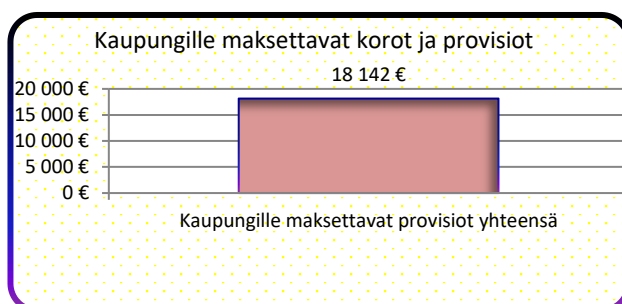 Kaupungille maksettavat korot ja provisiot
18 142 €
20 000 €
15 000 €
10 000 €
5 000 €
0 €
Kaupungille maksettavat provisiot yhteensä